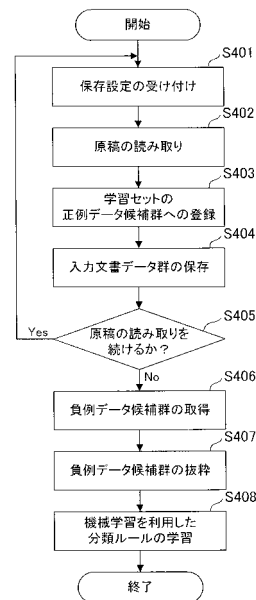 開始
S401
保存設定の受け付け
S402
原稿の読み取り
S403
学習セットの
正例データ候補群への登録
S404
入力文書データ群の保存
S405
原稿の読み取りを
続けるか？
Yes
No
S406
負例データ候補群の取得
S407
負例データ候補群の抜粋
S408
機械学習を利用した
分類ルールの学習
終了